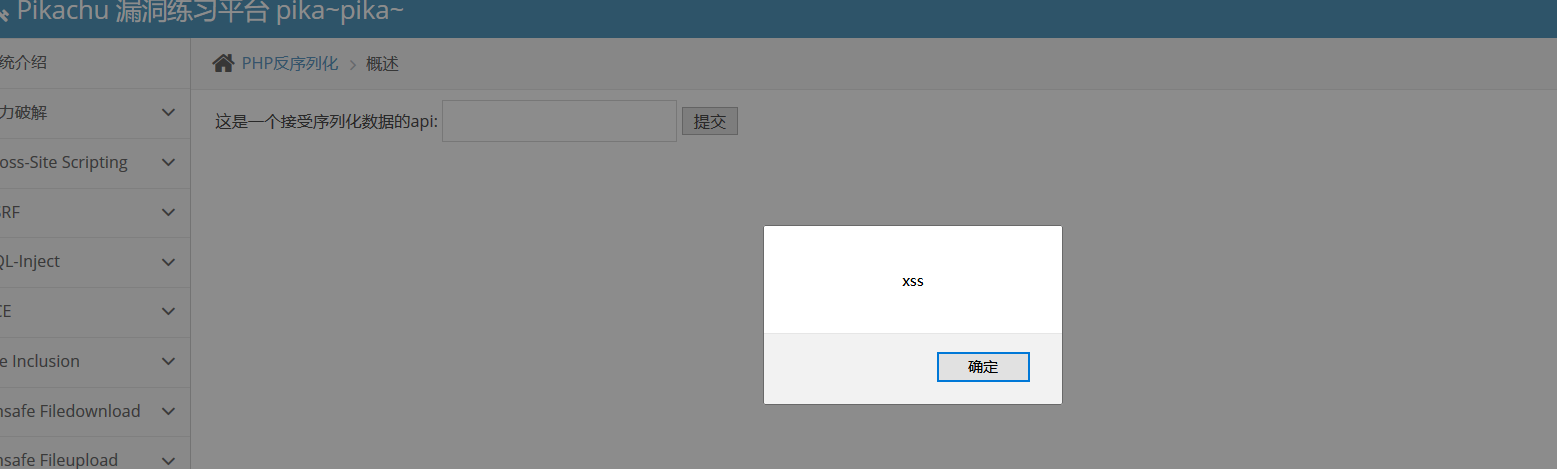 Pikachu 漏洞练习平台 pika~pika~
统介绍
PHP反序列化 > 概述
力破解
这是一个接受序列化数据的api: 提交
oss-Site Scripting
RF
QL-Inject
xss
CE
e Inclusion
确定
nsafe Filedownload
nsafe Fileupload